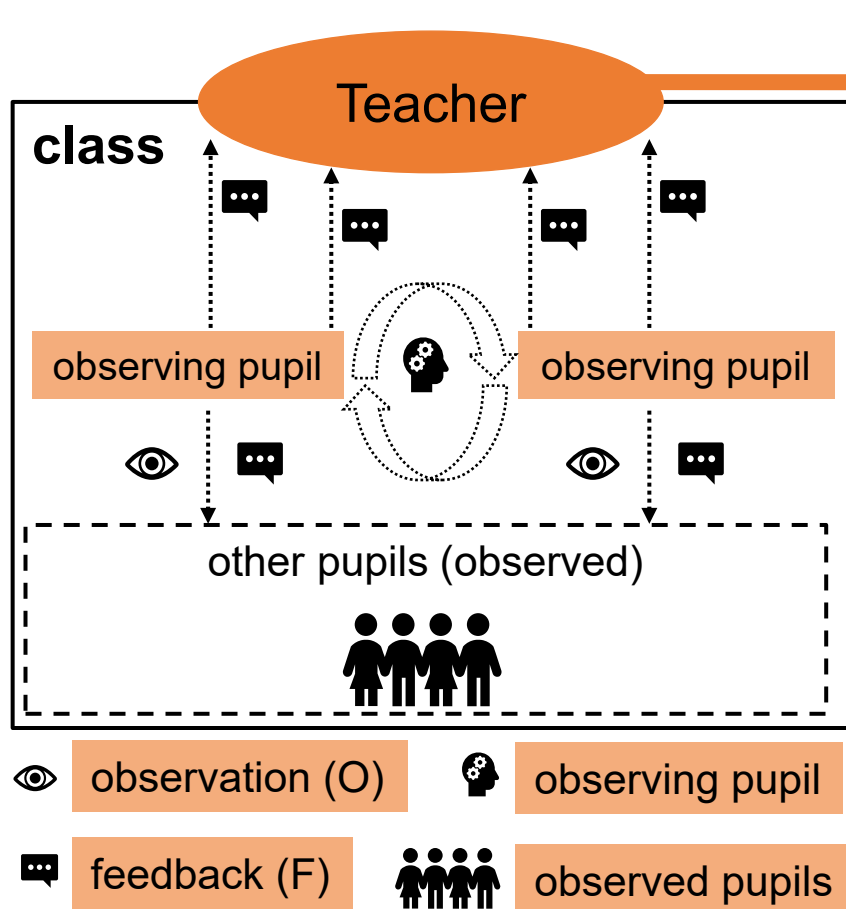 Teacher
class
observing pupil
observing pupil
other pupils (observed)
observation (O)
observing pupil
feedback (F)
observed pupils